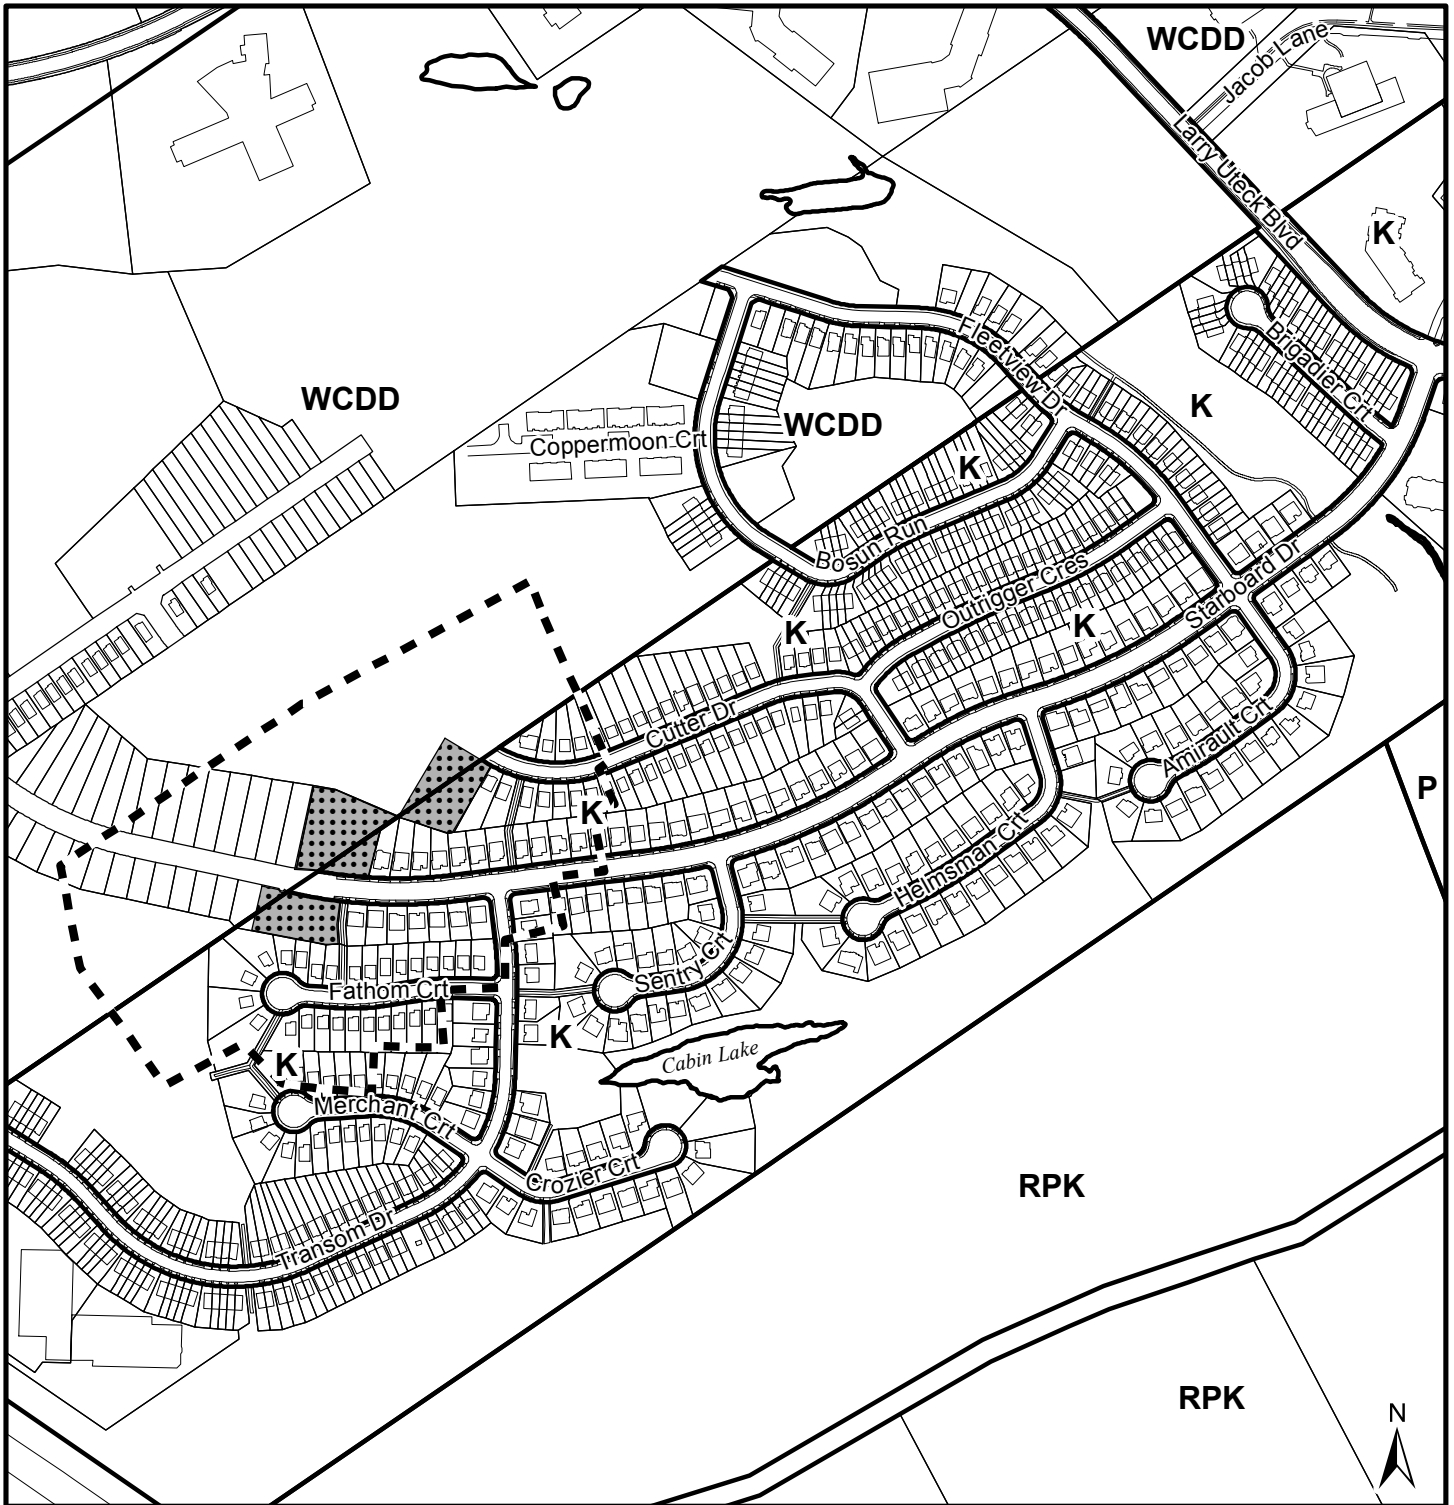 WCDD
Jacob Lane
Larry Uteck Blvd
K
Brigadier Crt
Fleetview Dr
WCDD
K
WCDD
Coppermoon Crt
K
Bosun Run
Outrigger Cres
Starboard Dr
K
K
Cutter Dr
Amirault Crt
P
K
Helmsman Crt
Sentry Crt
Fathom Crt
K
Cabin Lake
K
Merchant Crt
Crozier Crt
RPK
Transom Dr
RPK
N